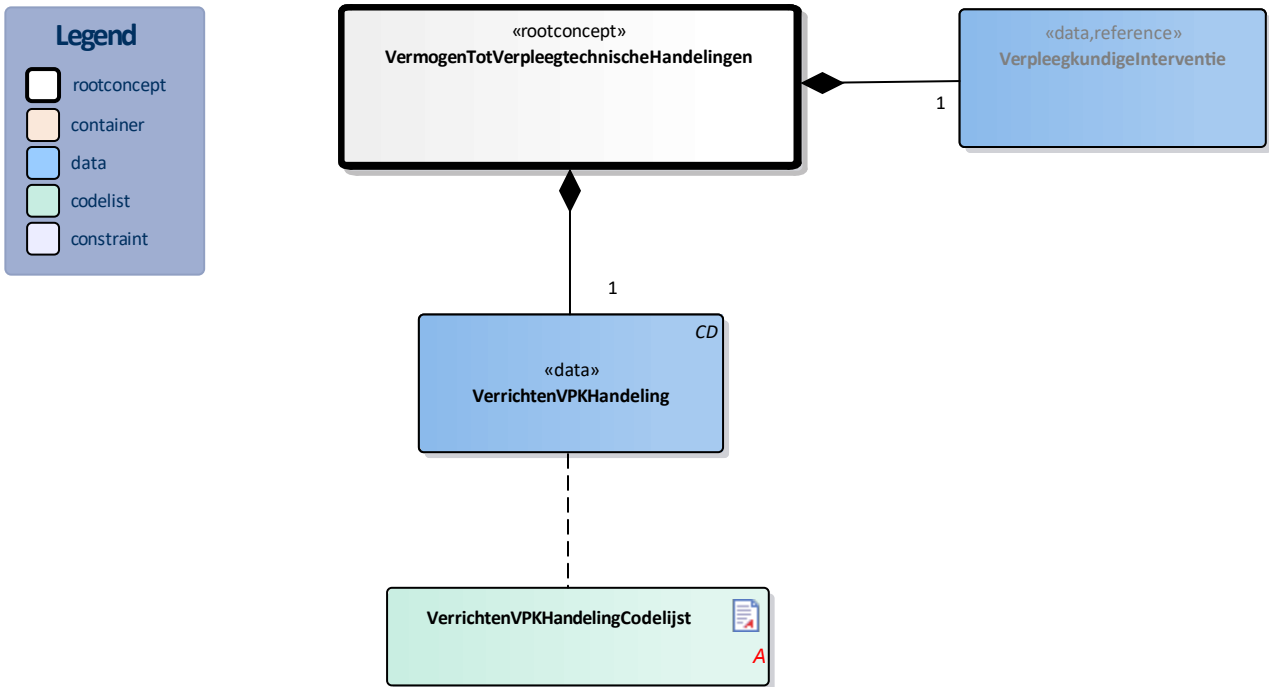 Legend
rootconcept
container
data
codelist
constraint
«rootconcept»
VermogenTotVerpleegtechnischeHandelingen
«data,reference»
VerpleegkundigeInterventie
1
1
CD
«data»
VerrichtenVPKHandeling
VerrichtenVPKHandelingCodelijst
A